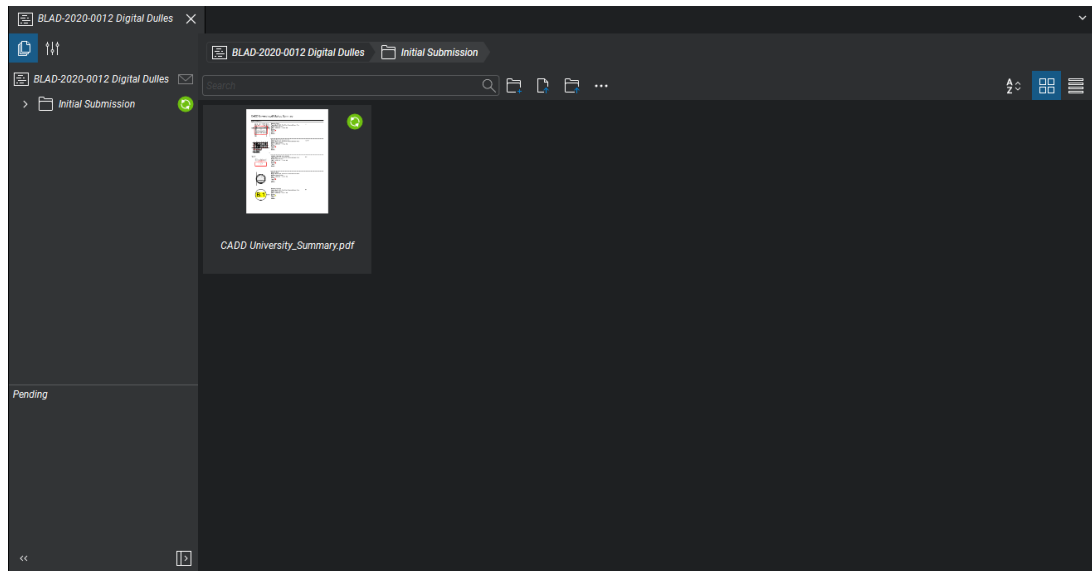 BLAD-2020-0012 Digital Dulles
BLAD-2020-0012 Digital Dulles
Initial Submission
BLAD-2020-0012 Digital Dulles
Initial Submission
Search
A
Z
CADD University_Summary.pdf
Pending